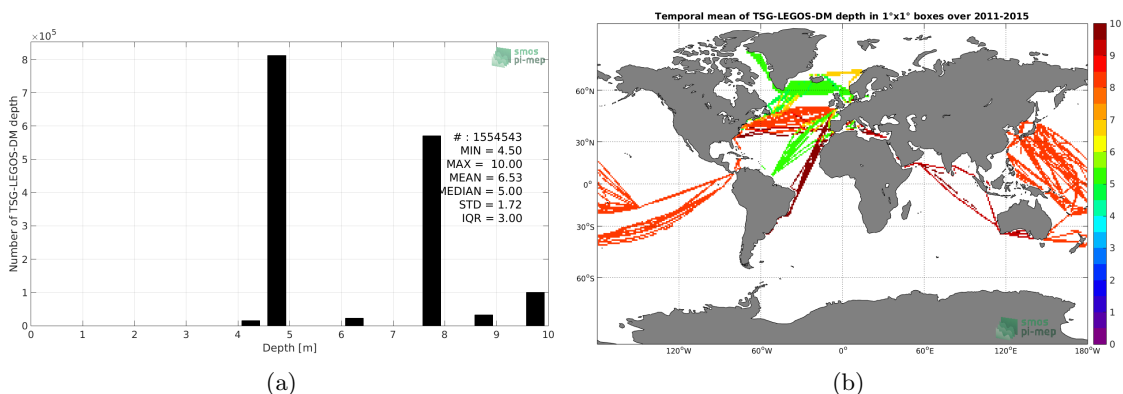 ×10⁵
8
7
6
5
4
3
2
1
0
Number of TSG-LEGOS-DM depth
0 1 2 3 4 5 6 7 8 9 10
Depth [m]
smos
pi-mep
# : 1554543
MIN = 4.50
MAX = 10.00
MEAN = 6.53
MEDIAN = 5.00
STD = 1.72
IQR = 3.00
(a)
Temporal mean of TSG-LEGOS-DM depth in 1°x1° boxes over 2011-2015
60°N
30°N
0°
30°S
60°S
120°W 60°W 0° 60°E 120°E 180°W
smos
pi-mep
10
9
8
7
6
5
4
3
2
1
0
(b)